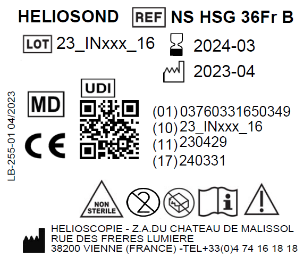 HELIOSOND REF NS HSG 36Fr B
LOT 23_INxxx_16 2024-03
2023-04
MD UDI
(01) 03760331650349
(10) 23_INxxx_16
(11) 230429
(17) 240331
LB-255-01 04/2023
NON
STERILE
2
HELIOSCOPIE - Z.A.DU CHATEAU DE MALISSOL
RUE DES FRERES LUMIERE
38200 VIENNE (FRANCE) -TEL+33(0)4 74 16 18 18